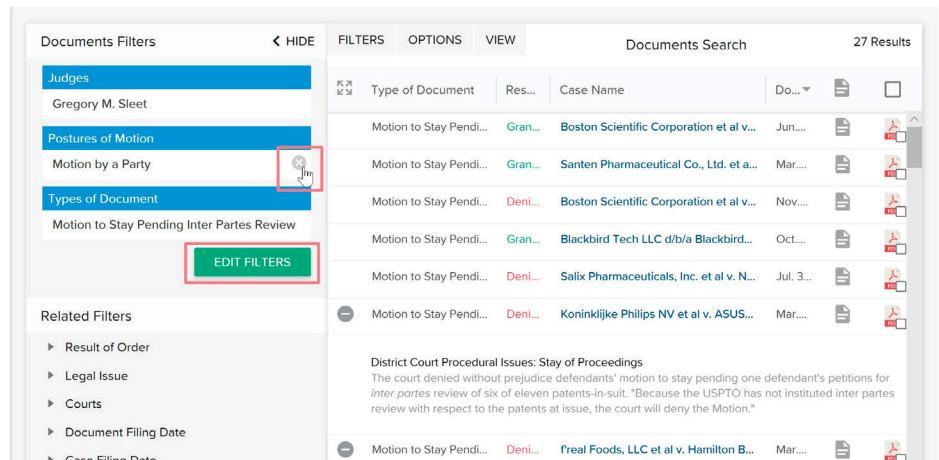 Documents Filters
HIDE
Judges
Gregory M. Sleet
Postures of Motion
Motion by a Party
Types of Document
Motion to Stay Pending Inter Partes Review
EDIT FILTERS
Related Filters
Result of Order
Legal Issue
Courts
Document Filing Date
Case Filing Date
FILTERS OPTIONS VIEW Documents Search 27 Results
Type of Document Res... Case Name Do...
Motion to Stay Pendi... Gran... Boston Scientific Corporation et al v... Jun....
Motion to Stay Pendi... Gran... Santen Pharmaceutical Co., Ltd. et a... Mar....
Motion to Stay Pendi... Deni... Boston Scientific Corporation et al v... Nov....
Motion to Stay Pendi... Gran... Blackbird Tech LLC d/b/a Blackbird... Oct....
Motion to Stay Pendi... Deni... Salix Pharmaceuticals, Inc. et al v. N... Jul. 3...
Motion to Stay Pendi... Deni... Koninklijke Philips NV et al v. ASUS... Mar....
District Court Procedural Issues: Stay of Proceedings
The court denied without prejudice defendants' motion to stay pending one defendant's petitions for
inter partes review of six of eleven patents-in-suit. "Because the USPTO has not instituted inter partes
review with respect to the patents at issue, the court will deny the Motion."
Motion to Stay Pendi... Deni... f'real Foods, LLC et al v. Hamilton B... Mar....